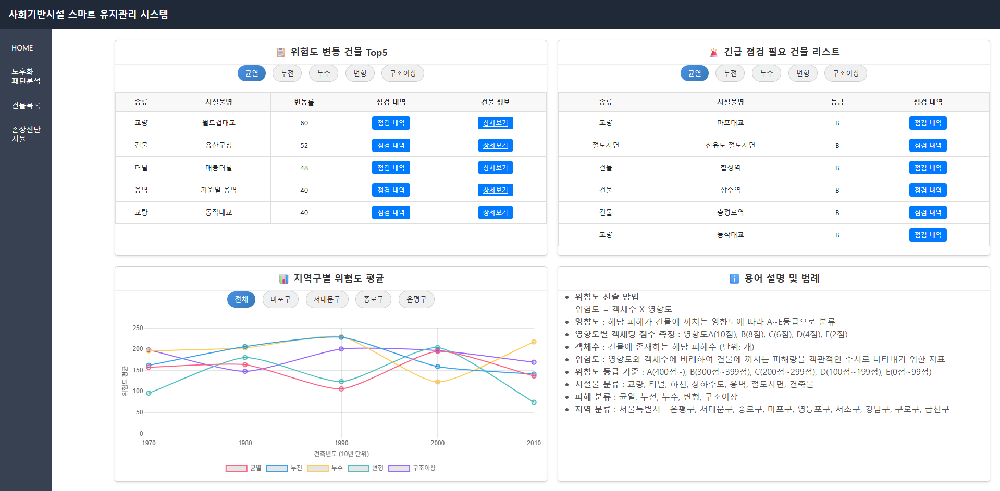 사회기반시설 스마트 유지관리 시스템
HOME
노후화
패턴분석
건물목록
손상진단
시뮬
위험도 변동 건물 Top5
균열 누전 누수 변형 구조이상
종류 시설물명 변동률 점검 내역 건물 정보
교량 월드컵대교 60 점검 내역 상세보기
건물 용산구청 52 점검 내역 상세보기
터널 매봉터널 48 점검 내역 상세보기
옹벽 가원빌 옹벽 40 점검 내역 상세보기
교량 동작대교 40 점검 내역 상세보기
긴급 점검 필요 건물 리스트
균열 누전 누수 변형 구조이상
종류 시설물명 등급 점검 내역
교량 마포대교 B 점검 내역
절토사면 선유도 절토사면 B 점검 내역
건물 합정역 B 점검 내역
건물 상수역 B 점검 내역
건물 충정로역 B 점검 내역
교량 동작대교 B 점검 내역
지역구별 위험도 평균
전체 마포구 서대문구 종로구 은평구
250
200
150
100
50
0
위험도 평균
1970 1980 1990 2000 2010
건축년도 (10년 단위)
균열 누전 누수 변형 구조이상
용어 설명 및 범례
위험도 산출 방법
위험도 = 객체수 X 영향도
영향도 : 해당 피해가 건물에 끼치는 영향도에 따라 A~E등급으로 분류
영향도별 객체당 점수 측정 : 영향도A(10점), B(8점), C(6점), D(4점), E(2점)
객체수 : 건물에 존재하는 해당 피해수 (단위: 개)
위험도 : 영향도와 객체수에 비례하여 건물에 끼치는 피해량을 객관적인 수치로 나타내기 위한 지표
위험도 등급 기준 : A(400점~), B(300점~399점), C(200점~299점), D(100점~199점), E(0점~99점)
시설물 분류 : 교량, 터널, 하천, 상하수도, 옹벽, 절토사면, 건축물
피해 분류 : 균열, 누전, 누수, 변형, 구조이상
지역 분류 : 서울특별시 - 은평구, 서대문구, 종로구, 마포구, 영등포구, 서초구, 강남구, 구로구, 금천구